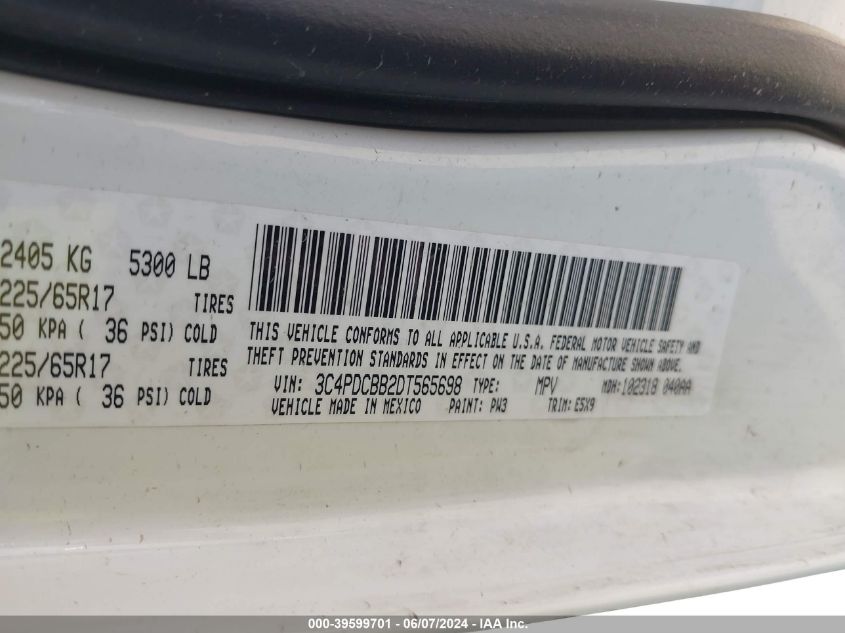 2405 KG 5300 LB
225/65R17 TIRES
50 KPA ( 36 PSI) COLD
225/65R17 TIRES
50 KPA ( 36 PSI) COLD
THIS VEHICLE CONFORMS TO ALL APPLICABLE U.S.A. FEDERAL MOTOR VEHICLE SAFETY AND
THEFT PREVENTION STANDARDS IN EFFECT ON THE DATE OF MANUFACTURE SHOWN ABOVE.
VIN: 3C4PDCBB2DT565698 TYPE: MPV MDH:102318 040AA
VEHICLE MADE IN MEXICO PAINT: PW3 TRIM: E5X9
000-39599701 - 06/07/2024 - IAA Inc.